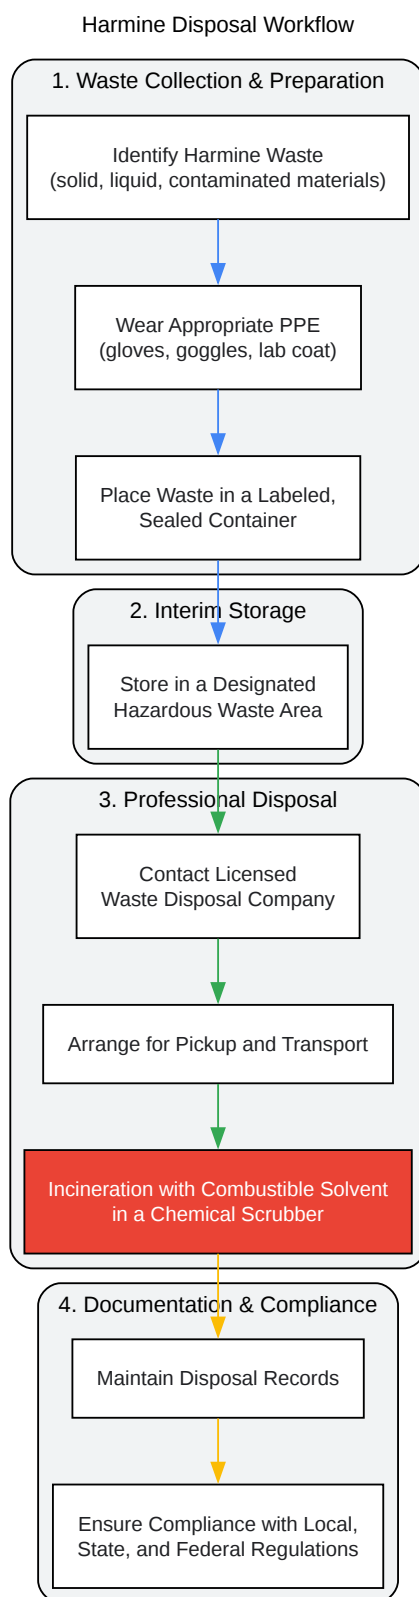 Harmine Disposal Workflow
1. Waste Collection & Preparation
Identify Harmine Waste
(solid, liquid, contaminated materials)
Wear Appropriate PPE
(gloves, goggles, lab coat)
Place Waste in a Labeled,
Sealed Container
2. Interim Storage
Store in a Designated
Hazardous Waste Area
3. Professional Disposal
Contact Licensed
Waste Disposal Company
Arrange for Pickup and Transport
Incineration with Combustible Solvent
in a Chemical Scrubber
4. Documentation & Compliance
Maintain Disposal Records
Ensure Compliance with Local,
State, and Federal Regulations